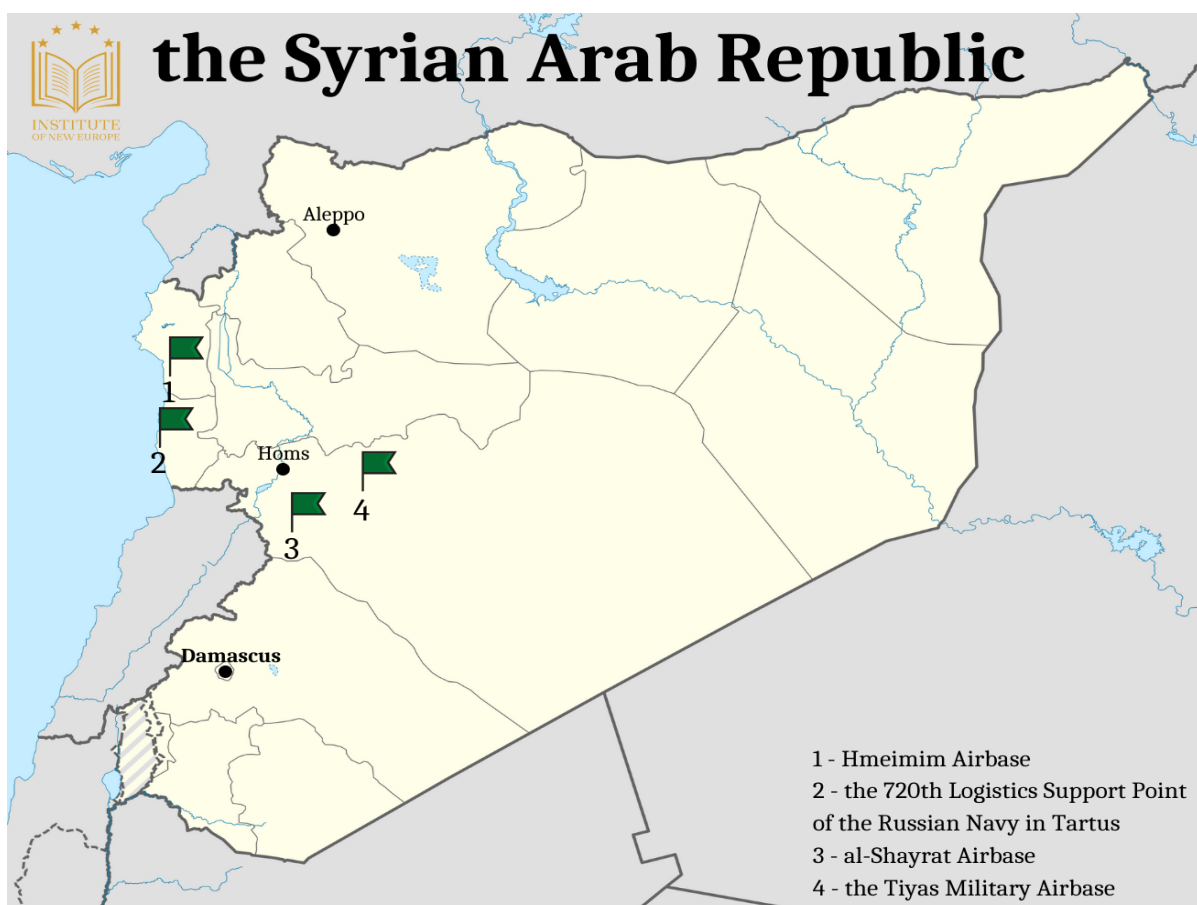 the Syrian Arab Republic
INSTITUTE
OF NEW EUROPE
Aleppo
1
2
Homs
4
3
Damascus
1 - Hmeimim Airbase
2 - the 720th Logistics Support Point
of the Russian Navy in Tartus
3 - al-Shayrat Airbase
4 - the Tiyas Military Airbase